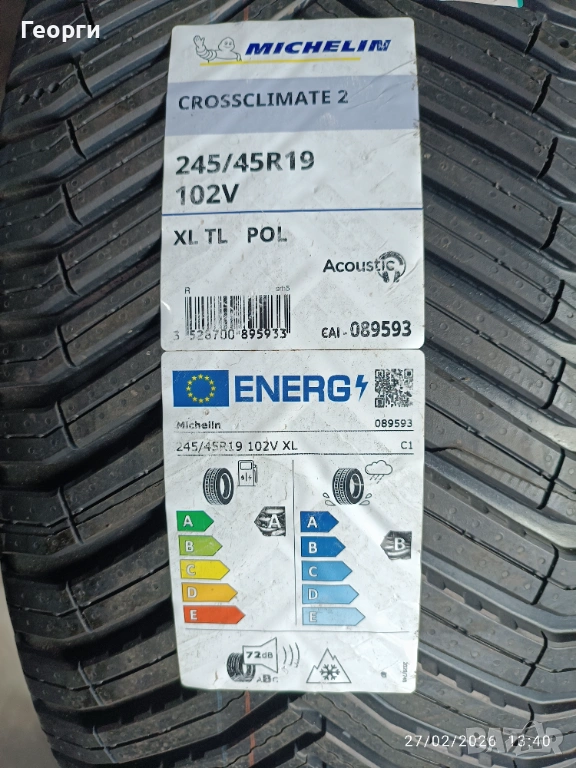 Георги
MICHELIN
CROSSCLIMATE 2
245/45R19
102V
XL TL POL
Acoustic
R
3 528700 895933
CAI - 089593
ENERG
Michelin 089593
245/45R19 102V XL C1
A A A
B B B
C C
D D
E E
72dB
ABC
27/02/2026 13:40